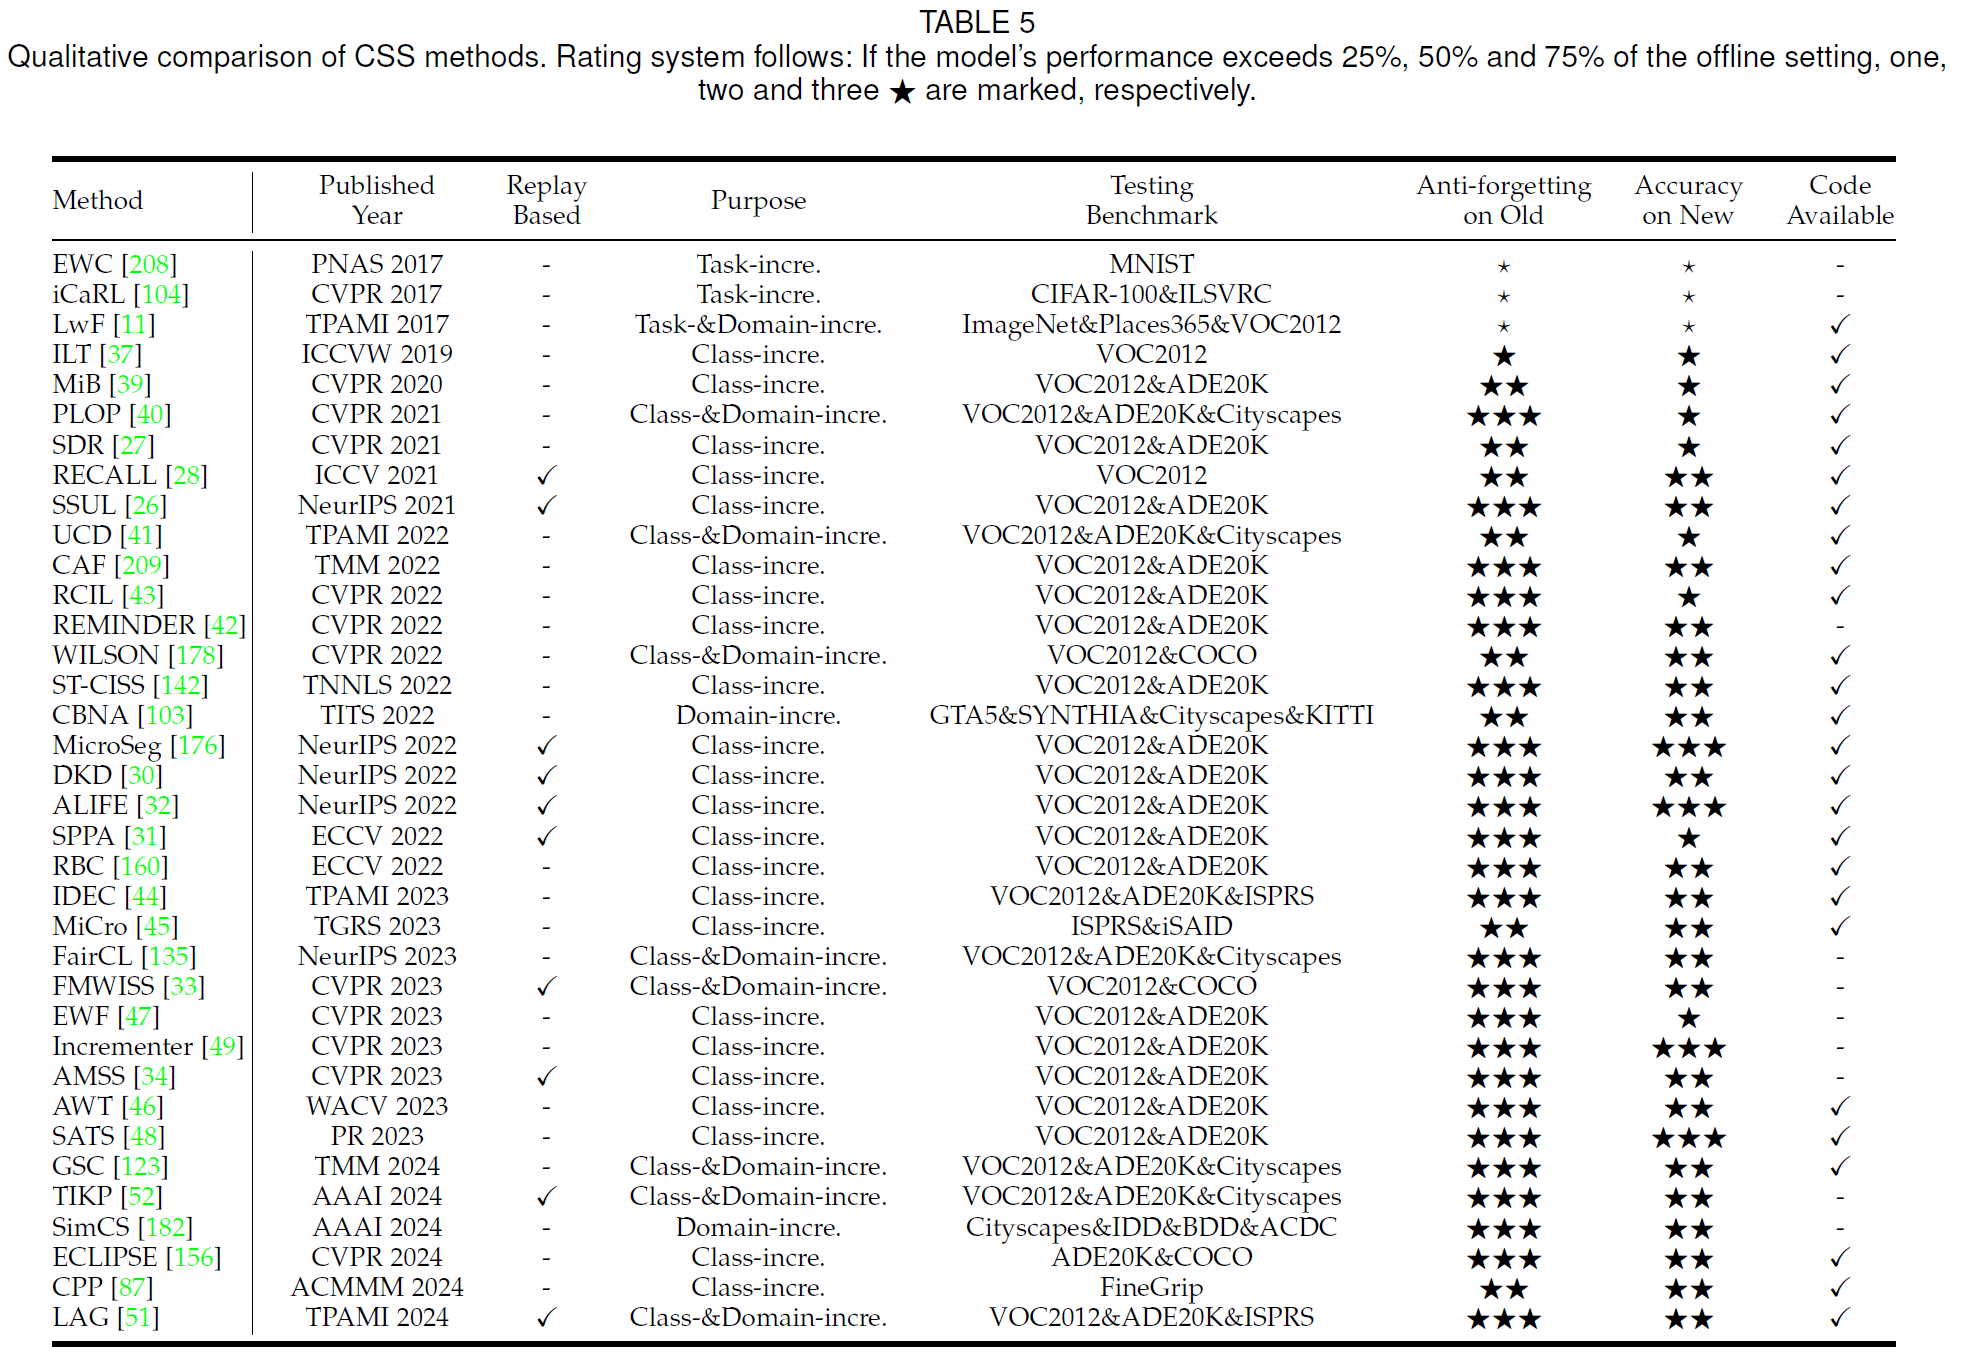 TABLE 5
Qualitative comparison of CSS methods. Rating system follows: If the model's performance exceeds 25%, 50% and 75% of the offline setting, one,
two and three ★ are marked, respectively.
Method | Published Year | Replay Based | Purpose | Testing Benchmark | Anti-forgetting on Old | Accuracy on New | Code Available
EWC [208] PNAS 2017 - Task-incre. MNIST ⋆ ⋆ -
iCaRL [104] CVPR 2017 - Task-incre. CIFAR-100&ILSVRC ⋆ ⋆ -
LwF [11] TPAMI 2017 - Task-&Domain-incre. ImageNet&Places365&VOC2012 ⋆ ⋆ ✓
ILT [37] ICCVW 2019 - Class-incre. VOC2012 ★ ★ ✓
MiB [39] CVPR 2020 - Class-incre. VOC2012&ADE20K ★★ ★ ✓
PLOP [40] CVPR 2021 - Class-&Domain-incre. VOC2012&ADE20K&Cityscapes ★★★ ★ ✓
SDR [27] CVPR 2021 - Class-incre. VOC2012&ADE20K ★★ ★ ✓
RECALL [28] ICCV 2021 ✓ Class-incre. VOC2012 ★★ ★★ ✓
SSUL [26] NeurIPS 2021 ✓ Class-incre. VOC2012&ADE20K ★★★ ★★ ✓
UCD [41] TPAMI 2022 - Class-&Domain-incre. VOC2012&ADE20K&Cityscapes ★★ ★ ✓
CAF [209] TMM 2022 - Class-incre. VOC2012&ADE20K ★★★ ★★ ✓
RCIL [43] CVPR 2022 - Class-incre. VOC2012&ADE20K ★★★ ★ ✓
REMINDER [42] CVPR 2022 - Class-incre. VOC2012&ADE20K ★★★ ★★ -
WILSON [178] CVPR 2022 - Class-&Domain-incre. VOC2012&COCO ★★ ★★ ✓
ST-CISS [142] TNNLS 2022 - Class-incre. VOC2012&ADE20K ★★★ ★★ ✓
CBNA [103] TITS 2022 - Domain-incre. GTA5&SYNTHIA&Cityscapes&KITTI ★★ ★★ ✓
MicroSeg [176] NeurIPS 2022 ✓ Class-incre. VOC2012&ADE20K ★★★ ★★★ ✓
DKD [30] NeurIPS 2022 ✓ Class-incre. VOC2012&ADE20K ★★★ ★★ ✓
ALIFE [32] NeurIPS 2022 ✓ Class-incre. VOC2012&ADE20K ★★★ ★★★ ✓
SPPA [31] ECCV 2022 ✓ Class-incre. VOC2012&ADE20K ★★★ ★ ✓
RBC [160] ECCV 2022 - Class-incre. VOC2012&ADE20K ★★★ ★★ ✓
IDEC [44] TPAMI 2023 - Class-incre. VOC2012&ADE20K&ISPRS ★★★ ★★ ✓
MiCro [45] TGRS 2023 - Class-incre. ISPRS&iSAID ★★ ★★ ✓
FairCL [135] NeurIPS 2023 - Class-&Domain-incre. VOC2012&ADE20K&Cityscapes ★★★ ★★ -
FMWISS [33] CVPR 2023 ✓ Class-&Domain-incre. VOC2012&COCO ★★★ ★★ -
EWF [47] CVPR 2023 - Class-incre. VOC2012&ADE20K ★★★ ★ -
Incrementer [49] CVPR 2023 - Class-incre. VOC2012&ADE20K ★★★ ★★★ -
AMSS [34] CVPR 2023 ✓ Class-incre. VOC2012&ADE20K ★★★ ★★ -
AWT [46] WACV 2023 - Class-incre. VOC2012&ADE20K ★★★ ★★ ✓
SATS [48] PR 2023 - Class-incre. VOC2012&ADE20K ★★★ ★★★ ✓
GSC [123] TMM 2024 - Class-&Domain-incre. VOC2012&ADE20K&Cityscapes ★★★ ★★ ✓
TIKP [52] AAAI 2024 ✓ Class-&Domain-incre. VOC2012&ADE20K&Cityscapes ★★★ ★★ -
SimCS [182] AAAI 2024 - Domain-incre. Cityscapes&IDD&BDD&ACDC ★★★ ★★ -
ECLIPSE [156] CVPR 2024 - Class-incre. ADE20K&COCO ★★★ ★★ ✓
CPP [87] ACMMM 2024 - Class-incre. FineGrip ★★ ★★ ✓
LAG [51] TPAMI 2024 ✓ Class-&Domain-incre. VOC2012&ADE20K&ISPRS ★★★ ★★ ✓